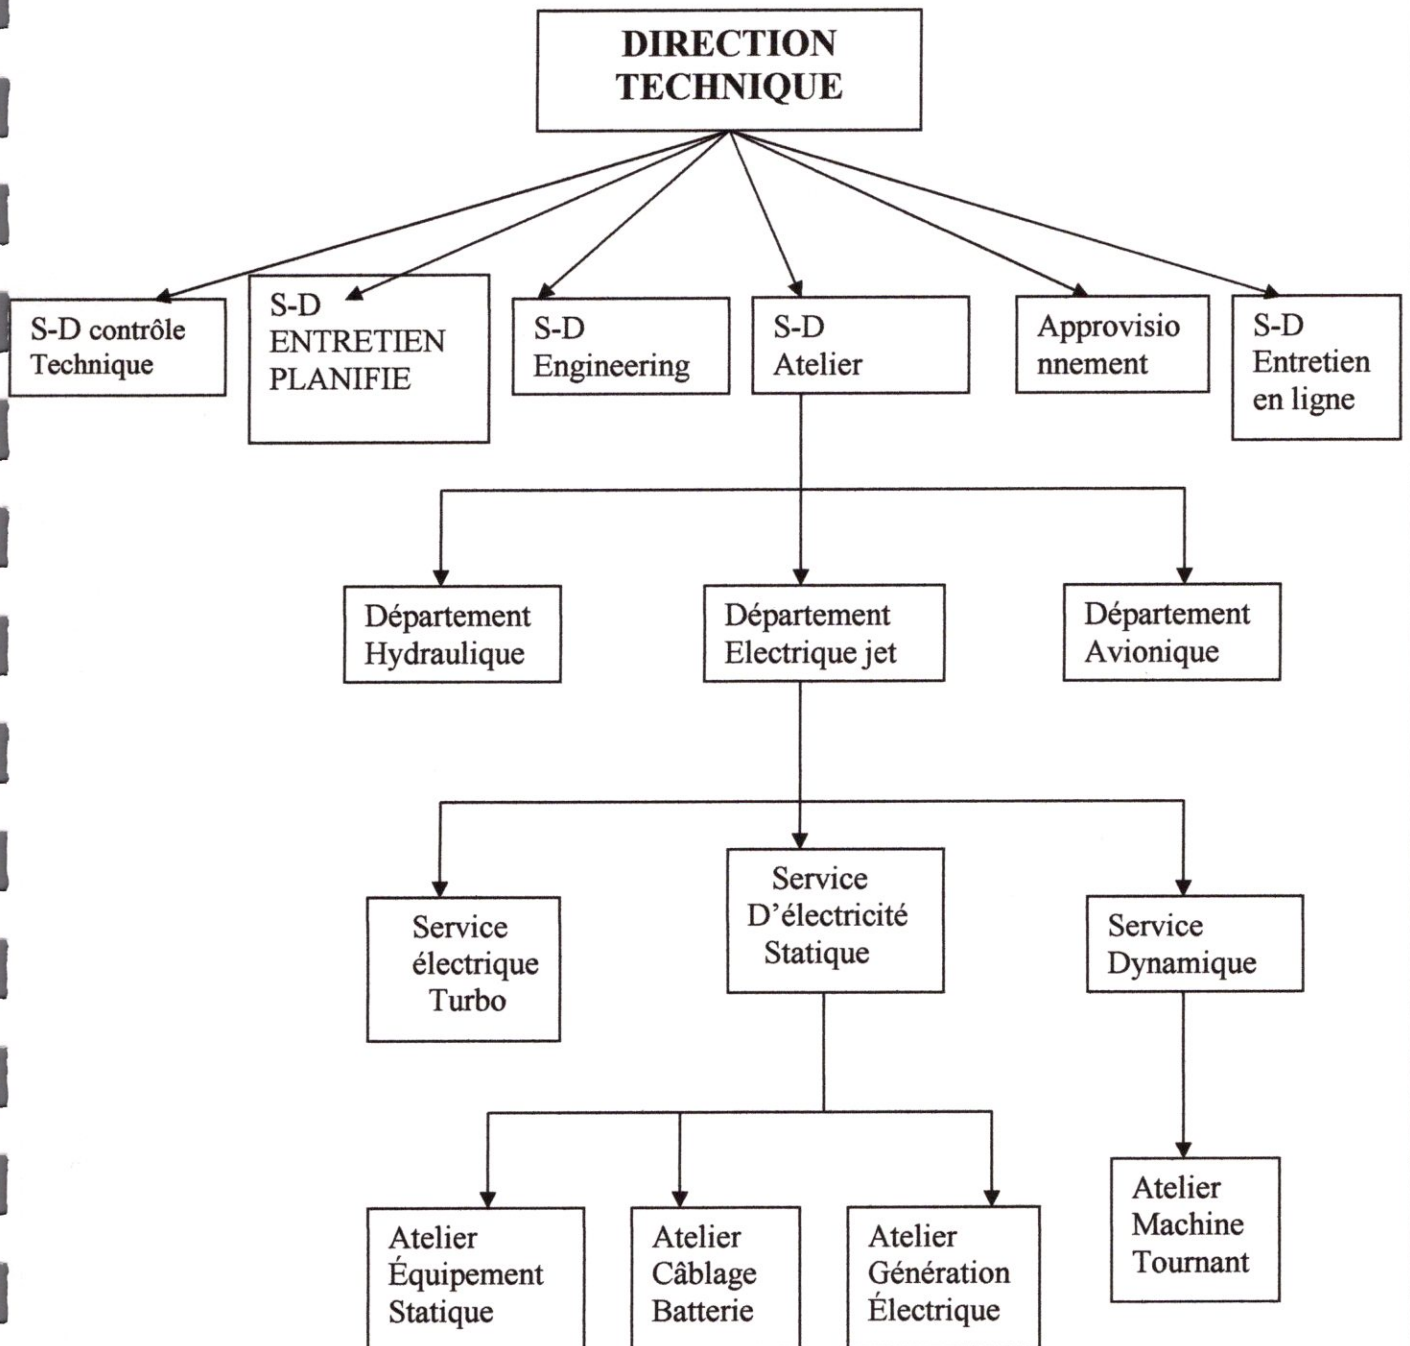 DIRECTION
TECHNIQUE
S-D contrôle
Technique
S-D
ENTRETIEN
PLANIFIE
S-D
Engineering
S-D
Atelier
Approvisio
nnement
S-D
Entretien
en ligne
Département
Hydraulique
Département
Electrique jet
Département
Avionique
Service
électrique
Turbo
Service
D’électricité
Statique
Service
Dynamique
Atelier
Équipement
Statique
Atelier
Câblage
Batterie
Atelier
Génération
Électrique
Atelier
Machine
Tournant